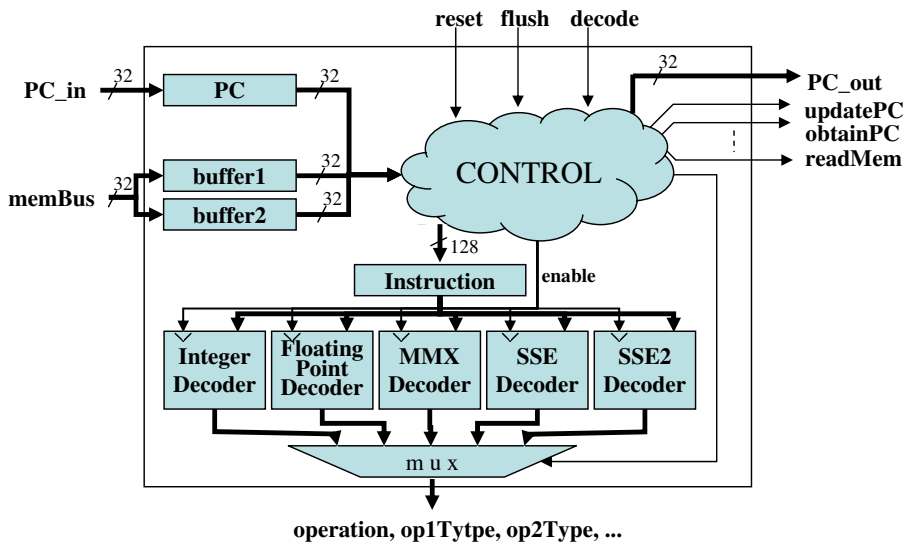 reset flush decode
PC_in
32
PC
32
32
PC_out
updatePC
obtainPC
readMem
memBus
32
buffer1
32
buffer2
32
CONTROL
128
enable
Instruction
Integer
Decoder
Floating
Point
Decoder
MMX
Decoder
SSE
Decoder
SSE2
Decoder
m u x
operation, op1Tytpe, op2Type, ...